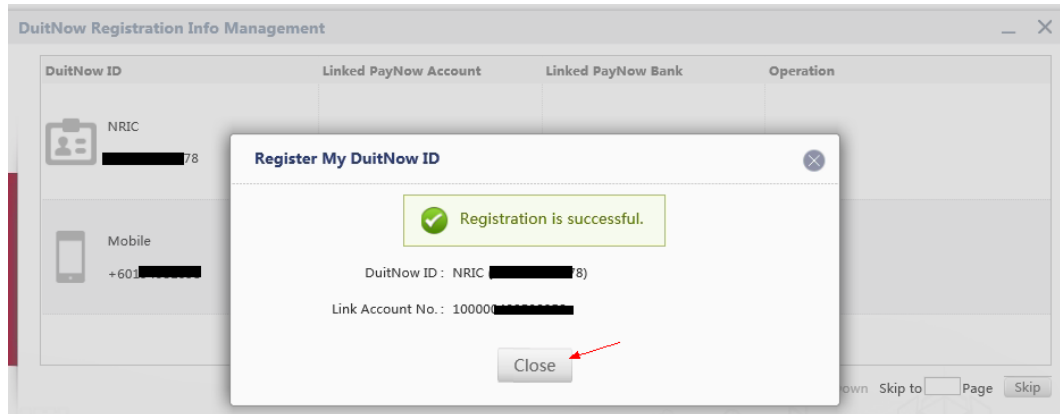 DuitNow Registration Info Management
DuitNow ID Linked PayNow Account Linked PayNow Bank Operation
NRIC
78
Mobile
+601
Register My DuitNow ID
Registration is successful.
DuitNow ID : NRIC ( 78)
Link Account No. : 100000
Close
Skip to Page Skip